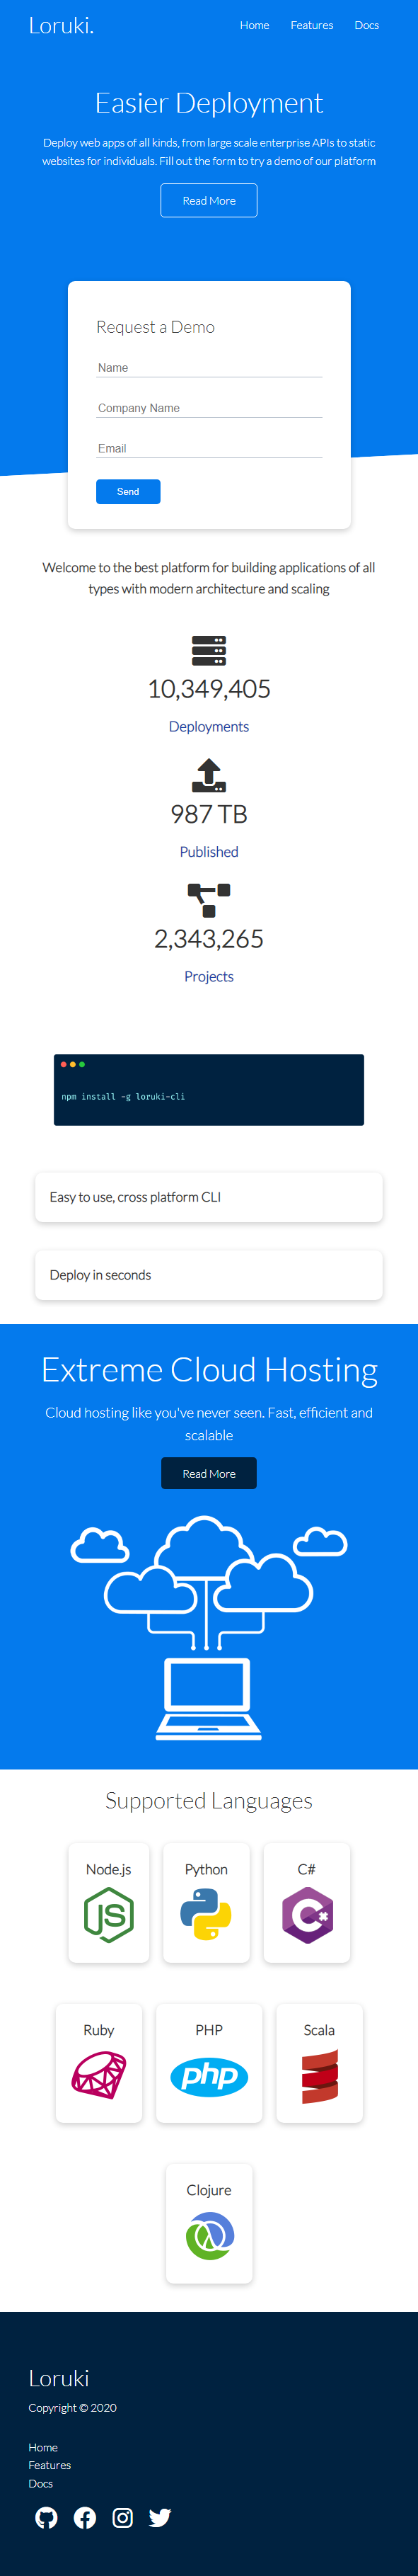 Loruki.
Home Features Docs
Easier Deployment
Deploy web apps of all kinds, from large scale enterprise APIs to static
websites for individuals. Fill out the form to try a demo of our platform
Read More
Request a Demo
Name
Company Name
Email
Send
Welcome to the best platform for building applications of all
types with modern architecture and scaling
10,349,405
Deployments
987 TB
Published
2,343,265
Projects
npm install -g loruki-cli
Easy to use, cross platform CLI
Deploy in seconds
Extreme Cloud Hosting
Cloud hosting like you've never seen. Fast, efficient and
scalable
Read More
Supported Languages
Node.js Python C#
JS
C#
Ruby PHP Scala
php
Clojure
Loruki
Copyright © 2020
Home
Features
Docs